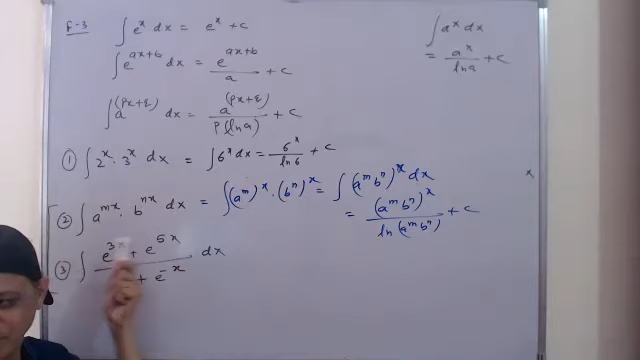 F-3
∫ e^x dx = e^x + c
∫ e^(ax+b) dx = e^(ax+b)/a + c
∫ a^(px+q) dx = a^(px+q)/p(ln a) + c
① ∫ 2^x · 3^x dx = ∫ 6^x dx = 6^x/ln 6 + c
② ∫ a^(mx) · b^(nx) dx = ∫ (a^m)^x · (b^n)^x = ∫ (a^m b^n)^x dx
= (a^m b^n)^x/ln(a^m b^n) + c
③ ∫ e^(3x) + e^(5x)/ + e^(-x) dx
∫ a^x dx
= a^x/ln a + c
x